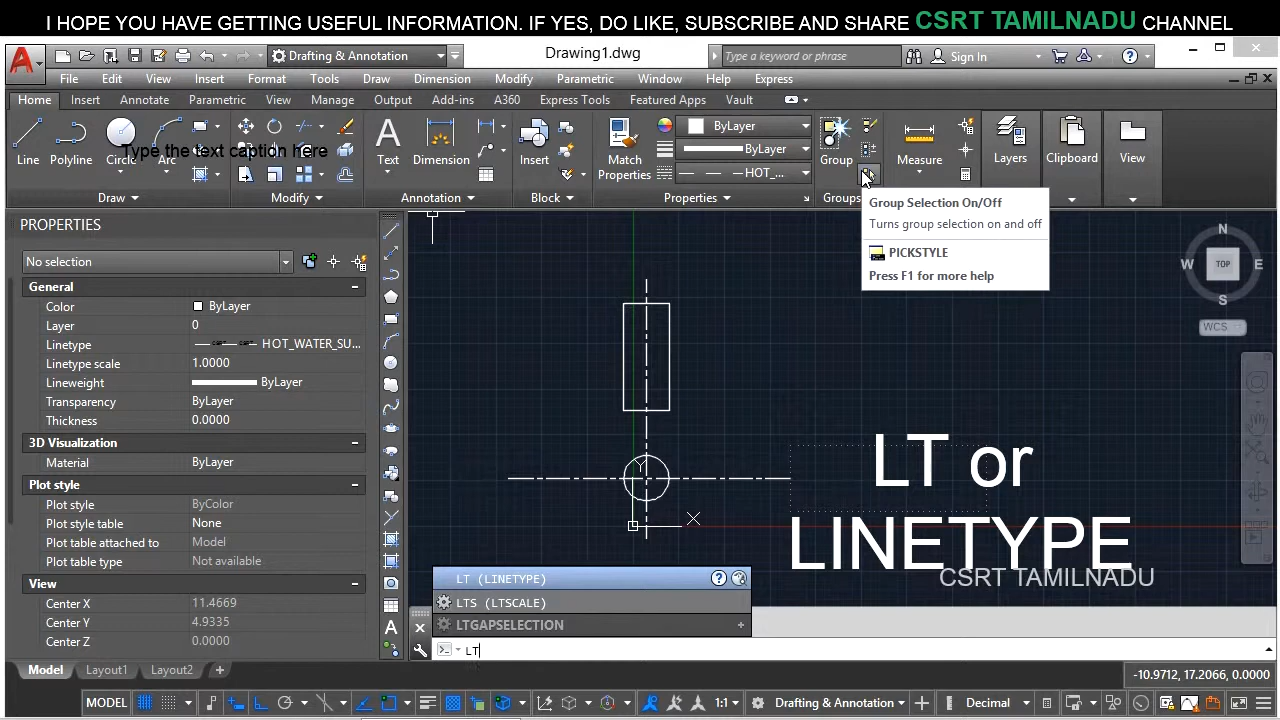 I HOPE YOU HAVE GETTING USEFUL INFORMATION. IF YES, DO LIKE, SUBSCRIBE AND SHARE CSRT TAMILNADU CHANNEL
Drafting & Annotation
Drawing1.dwg
Type a keyword or phrase
Sign In
File Edit View Insert Format Tools Draw Dimension Modify Parametric Window Help Express
Home Insert Annotate Parametric View Manage Output Add-ins A360 Express Tools Featured Apps Vault
Line Polyline Circle Arc
Type the text caption here
Text Dimension
Insert
Match Properties
ByLayer
ByLayer
HOT_...
Group
Measure
Layers
Clipboard
View
Draw Modify Annotation Block Properties Groups
Group Selection On/Off
Turns group selection on and off
PICKSTYLE
Press F1 for more help
PROPERTIES
No selection
General
Color ByLayer
Layer 0
Linetype HOT_WATER_SU...
Linetype scale 1.0000
Lineweight ByLayer
Transparency ByLayer
Thickness 0.0000
3D Visualization
Material ByLayer
Plot style
Plot style ByColor
Plot style table None
Plot table attached to Model
Plot table type Not available
View
Center X 11.4669
Center Y 4.9335
Center Z 0.0000
N
W TOP E
S
WCS
Y
X
LT or
LINETYPE
CSRT TAMILNADU
LT (LINETYPE)
LTS (LTSCALE)
LTGAPSELECTION
LT
Model Layout1 Layout2 +
-10.9712, 17.2066, 0.0000
MODEL 1:1 Drafting & Annotation Decimal